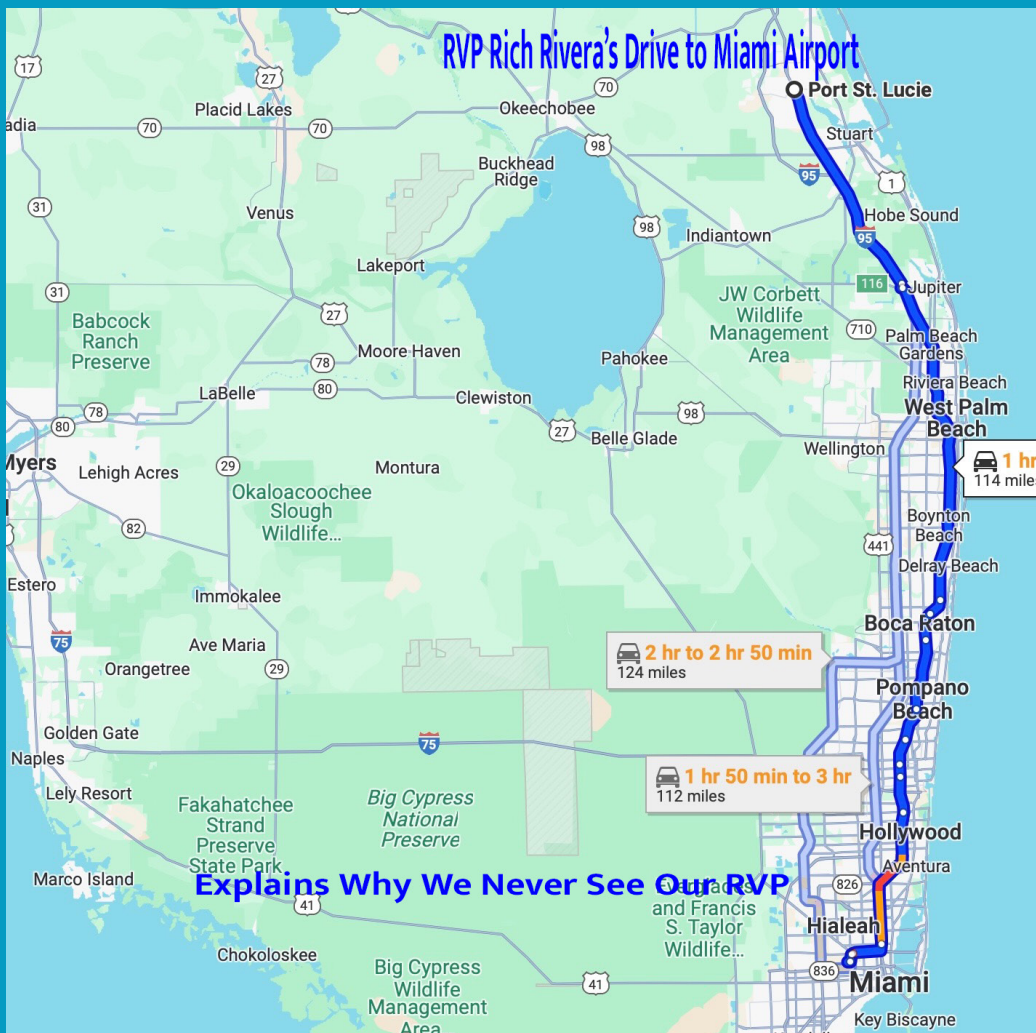 RVP Rich Rivera's Drive to Miami Airport
17
27
70
Port St. Lucie
Placid Lakes
Okeechobee
adia
70
70
Stuart
98
Buckhead
Ridge
95
1
31
Venus
98
Hobe Sound
Indiantown
95
Lakeport
116
Jupiter
31
JW Corbett
Wildlife
Management
Area
27
Babcock
Ranch
Preserve
710
Palm Beach
Gardens
Moore Haven
78
Pahokee
Riviera Beach
LaBelle
80
Clewiston
West Palm
Beach
78
98
80
27
Belle Glade
Wellington
Myers
Lehigh Acres
29
Montura
1 hr
114 miles
Okaloacoochee
Slough
Wildlife...
82
Boynton
Beach
441
Delray Beach
Estero
Immokalee
Boca Raton
75
Ave Maria
2 hr to 2 hr 50 min
124 miles
Orangetree
29
Pompano
Beach
Golden Gate
75
Naples
1 hr 50 min to 3 hr
112 miles
Lely Resort
Fakahatchee
Strand
Preserve
State Park
Big Cypress
National
Preserve
Hollywood
Aventura
Marco Island
Explains Why We Never See Our RVP
826
41
Everglades
and Francis
S. Taylor
Wildlife...
Hialeah
Chokoloskee
Big Cypress
Wildlife
Management
Area
836
41
Miami
Key Biscayne